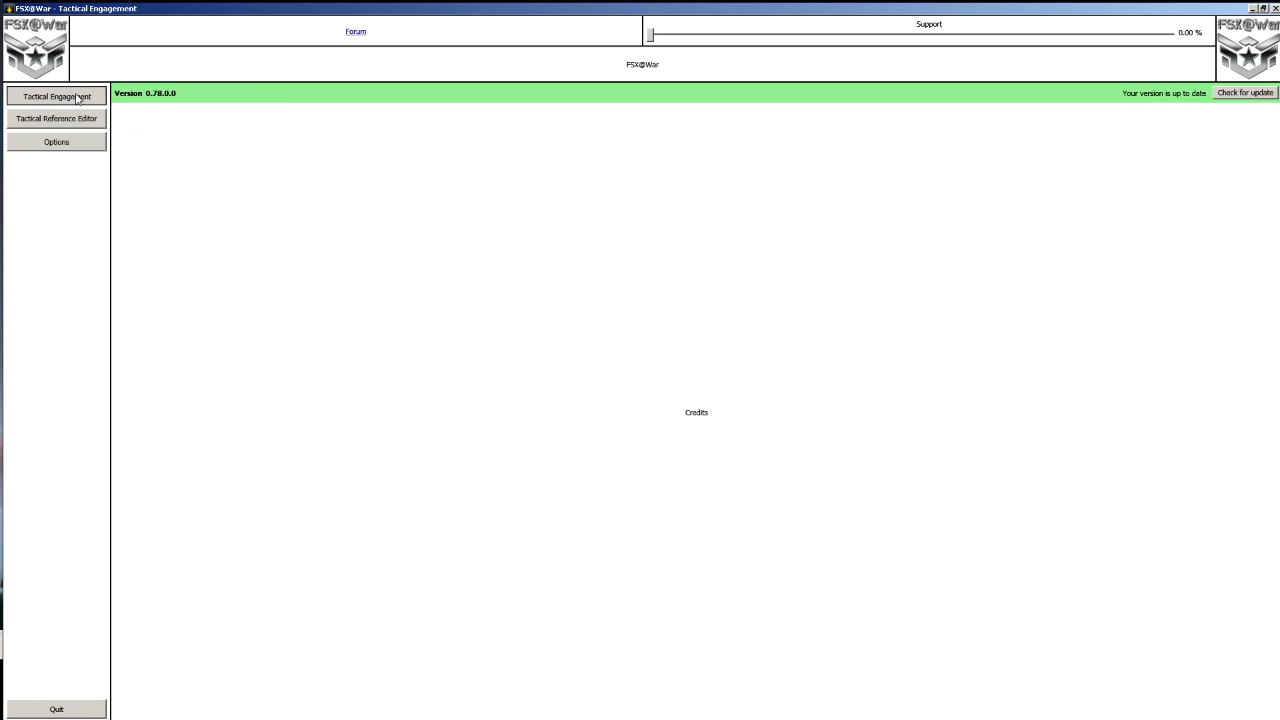 FSX@War - Tactical Engagement
FSX@War
Forum
Support
0.00 %
FSX@War
FSX@War
Tactical Engagement
Tactical Reference Editor
Options
Version 0.78.0.0
Your version is up to date
Check for update
Credits
Quit